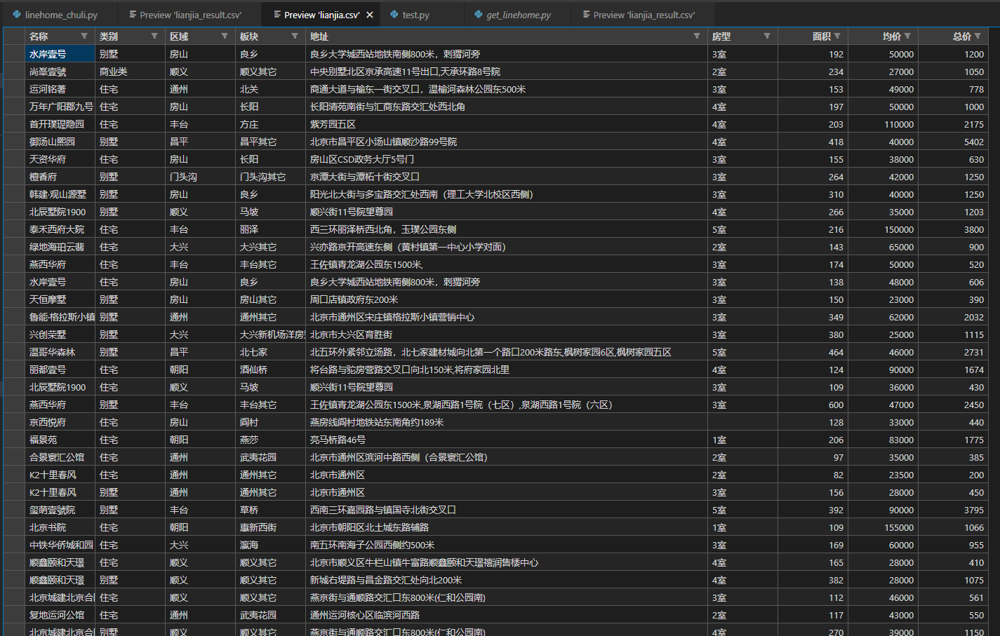 linehome_chuli.py Preview 'lianjia_result.csv' Preview 'lianjia.csv' test.py get_linehome.py Preview 'lianjia_result.csv'
名称 类别 区域 板块 地址 房型 面积 均价 总价
水岸壹号 别墅 房山 良乡 良乡大学城西站地铁南侧800米，刺猬河旁 3室 192 50000 1200
尚峯壹號 商业类 顺义 顺义其它 中央别墅北区京承高速11号出口,天承环路8号院 2室 234 27000 1050
运河铭著 住宅 通州 北关 商通大道与榆东一街交叉口，温榆河森林公园东500米 3室 153 49000 778
万年广阳郡九号 住宅 房山 长阳 长阳清苑南街与汇商东路交汇处西北角 4室 197 50000 1000
首开璞瑅隐园 住宅 丰台 方庄 紫芳园五区 4室 203 110000 2175
御汤山熙园 别墅 昌平 昌平其它 北京市昌平区小汤山镇顺沙路99号院 4室 418 40000 5402
天资华府 住宅 房山 长阳 房山区CSD政务大厅5号门 3室 155 38000 630
檀香府 别墅 门头沟 门头沟其它 京潭大街与潭柘十街交叉口 3室 264 42000 1250
韩建·观山源墅 别墅 房山 良乡 阳光北大街与多宝路交汇处西南（理工大学北校区西侧） 3室 310 40000 1250
北辰墅院1900 别墅 顺义 马坡 顺兴街11号院望尊园 4室 266 35000 1203
泰禾西府大院 住宅 丰台 丽泽 西三环丽泽桥西北角，玉璞公园东侧 5室 216 150000 3800
绿地海珀云翡 住宅 大兴 大兴其它 兴亦路京开高速东侧（黄村镇第一中心小学对面） 2室 143 65000 900
燕西华府 住宅 丰台 丰台其它 王佐镇青龙湖公园东1500米, 3室 174 50000 520
水岸壹号 住宅 房山 良乡 良乡大学城西站地铁南侧800米，刺猬河旁 3室 138 48000 606
天恒摩墅 别墅 房山 房山其它 周口店镇政府东200米 3室 150 23000 390
鲁能·格拉斯小镇 别墅 通州 通州其它 北京市通州区宋庄镇格拉斯小镇营销中心 3室 349 62000 2032
兴创荣墅 别墅 大兴 大兴新机场洋房 北京市大兴区育胜街 3室 380 25000 1115
温哥华森林 别墅 昌平 北七家 北五环外紧邻立汤路，北七家建材城向北第一个路口200米路东,枫树家园6区,枫树家园五区 5室 464 46000 2731
丽都壹号 住宅 朝阳 酒仙桥 将台路与驼房营路交叉口向北150米,将府家园北里 4室 124 90000 1674
北辰墅院1900 住宅 顺义 马坡 顺兴街11号院望尊园 3室 109 36000 430
燕西华府 别墅 丰台 丰台其它 王佐镇青龙湖公园东1500米,泉湖西路1号院（七区）,泉湖西路1号院（六区） 3室 600 47000 2450
京西悦府 住宅 房山 阎村 燕房线阎村地铁站东南角约189米 128 33000 440
福景苑 住宅 朝阳 燕莎 亮马桥路46号 1室 206 83000 1775
合景寰汇公馆 住宅 通州 武夷花园 北京市通州区滨河中路西侧（合景寰汇公馆） 2室 97 35000 385
K2十里春风 住宅 通州 通州其它 北京市通州区 2室 82 23500 200
K2十里春风 别墅 通州 通州其它 北京市通州区 3室 156 28000 450
玺萌壹號院 别墅 丰台 草桥 西南三环嘉园路与镇国寺北街交叉口 5室 392 90000 3795
北京书院 住宅 朝阳 惠新西街 北京市朝阳区北土城东路辅路 1室 109 155000 1066
中铁华侨城和园 住宅 大兴 瀛海 南五环南海子公园西侧约500米 3室 169 60000 955
顺鑫颐和天璟 住宅 顺义 顺义其它 北京市顺义区牛栏山镇牛富路顺鑫颐和天璟禧润售楼中心 4室 165 28000 410
顺鑫颐和天璟 别墅 顺义 顺义其它 新城右堤路与昌金路交汇处向北200米 4室 382 28000 1075
北京城建北京合 住宅 顺义 顺义其它 燕京街与通顺路交汇口东800米(仁和公园南) 3室 112 46000 561
复地运河公馆 住宅 通州 武夷花园 通州运河核心区临滨河西路 2室 117 43000 550
北京城建北京合 别墅 顺义 顺义其它 燕京街与通顺路交汇口东800米(仁和公园南) 4室 270 39000 1150